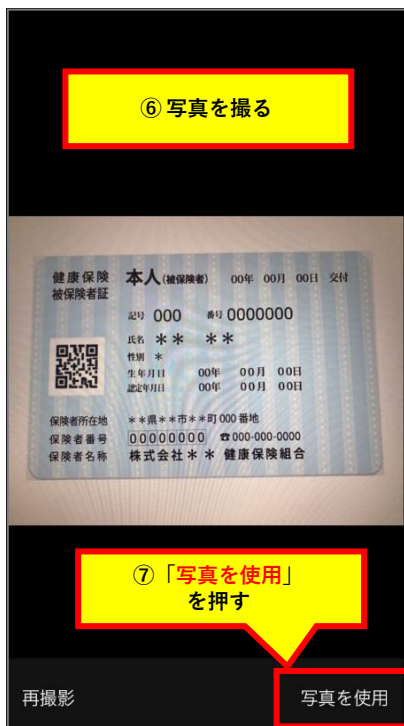 ⑥ 写真を撮る
健康保険 本人(被保険者) 00年 00月 00日 交付
被保険者証
記号 000 番号 0000000
氏名 ** **
性別 *
生年月日 00年 00月 00日
認定年月日 00年 00月 00日
保険者所在地 **県**市**町000番地
保険者番号 00000000 ☎000-000-0000
保険者名称 株式会社** 健康保険組合
⑦「写真を使用」
を押す
再撮影 写真を使用